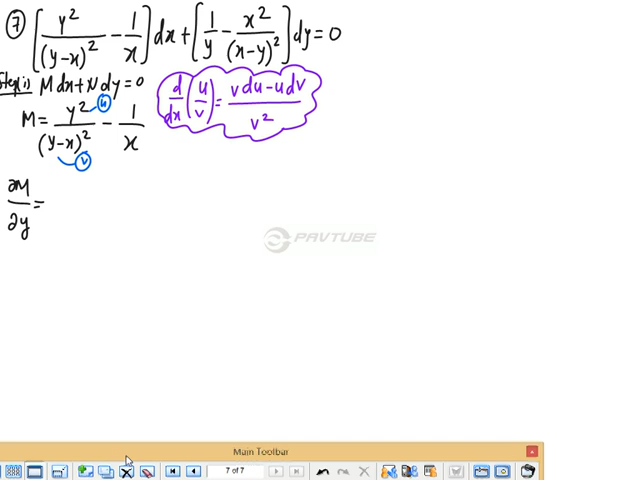 ⑦ [y²/(y-x)² - 1/x] dx + [1/y - x²/(x-y)²] dy = 0
Step 1: M dx + N dy = 0
d/dx (u/v) = (v du - u dv)/v²
M = y²/(y-x)² - 1/x
u
v
∂M/∂y =
PAVTUBE
Main Toolbar
7 of 7